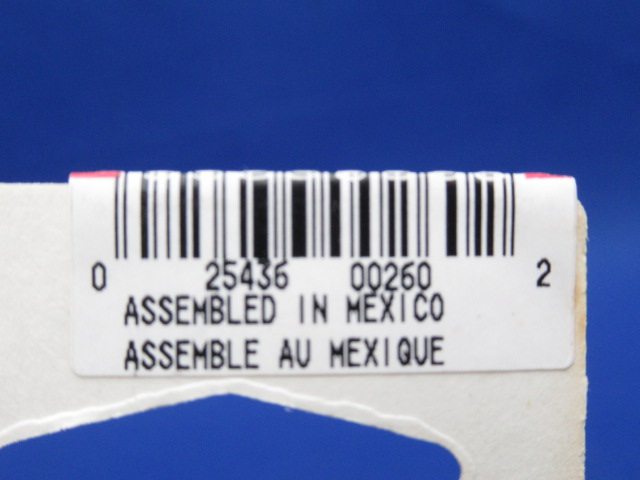 0 25436 00260 2
ASSEMBLED IN MEXICO
ASSEMBLE AU MEXIQUE